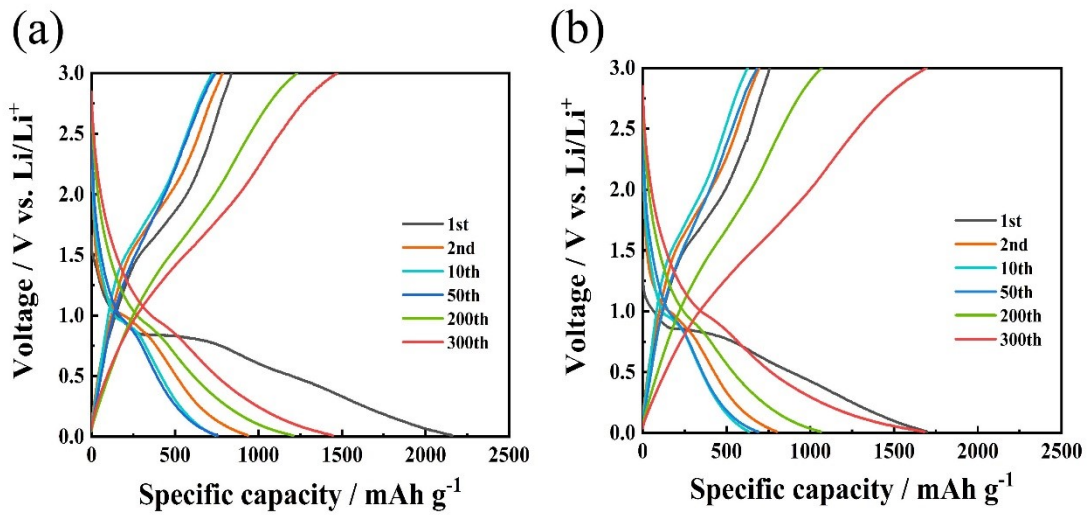 (a)
Voltage / V vs. Li/Li⁺
3.0
2.5
2.0
1.5
1.0
0.5
0.0
1st
2nd
10th
50th
200th
300th
0 500 1000 1500 2000 2500
Specific capacity / mAh g⁻¹
(b)
Voltage / V vs. Li/Li⁺
3.0
2.5
2.0
1.5
1.0
0.5
0.0
1st
2nd
10th
50th
200th
300th
0 500 1000 1500 2000 2500
Specific capacity / mAh g⁻¹